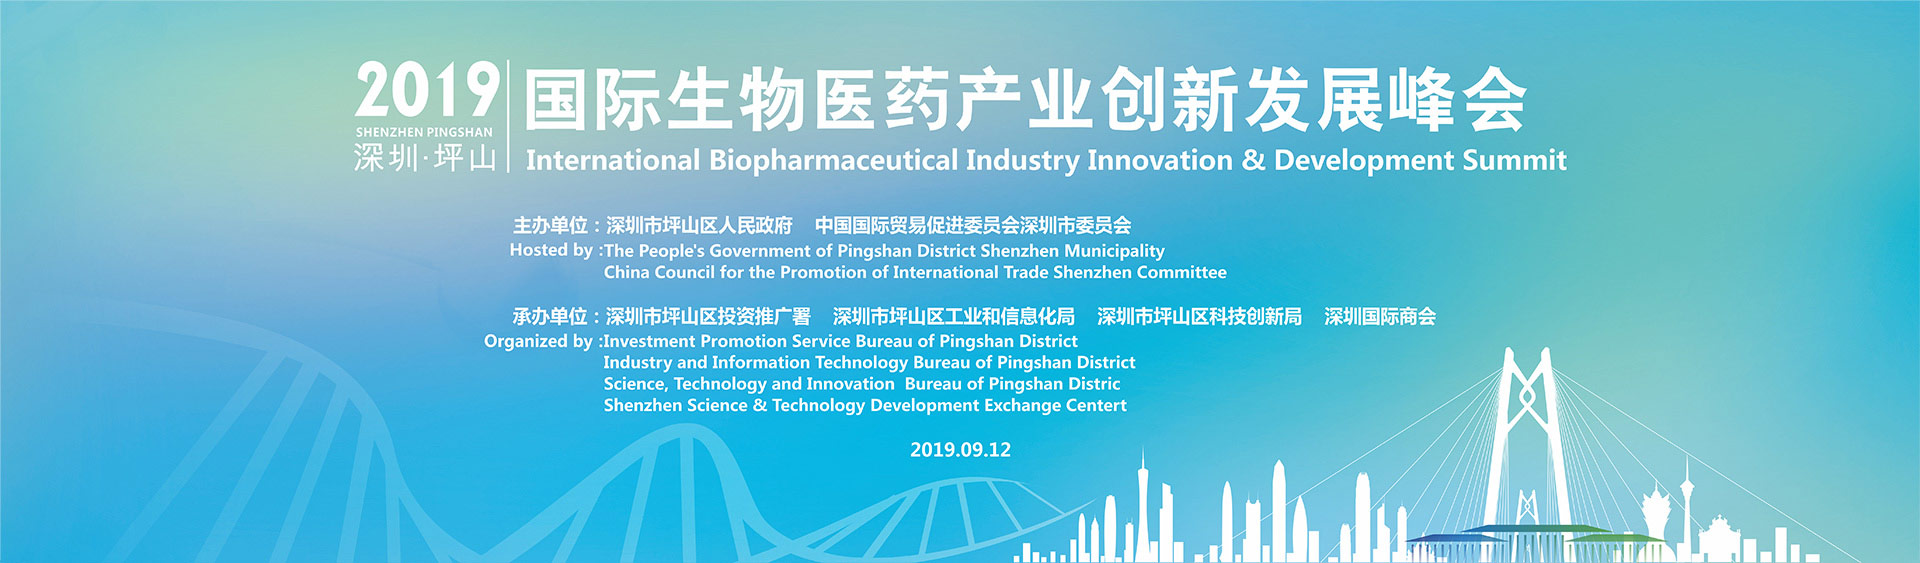 2019
SHENZHEN PINGSHAN
深圳·坪山
国际生物医药产业创新发展峰会
International Biopharmaceutical Industry Innovation & Development Summit
主办单位：深圳市坪山区人民政府 中国国际贸易促进委员会深圳市委员会
Hosted by :The People's Government of Pingshan District Shenzhen Municipality
China Council for the Promotion of International Trade Shenzhen Committee
承办单位：深圳市坪山区投资推广署 深圳市坪山区工业和信息化局 深圳市坪山区科技创新局 深圳国际商会
Organized by :Investment Promotion Service Bureau of Pingshan District
Industry and Information Technology Bureau of Pingshan District
Science, Technology and Innovation Bureau of Pingshan Distric
Shenzhen Science & Technology Development Exchange Centert
2019.09.12